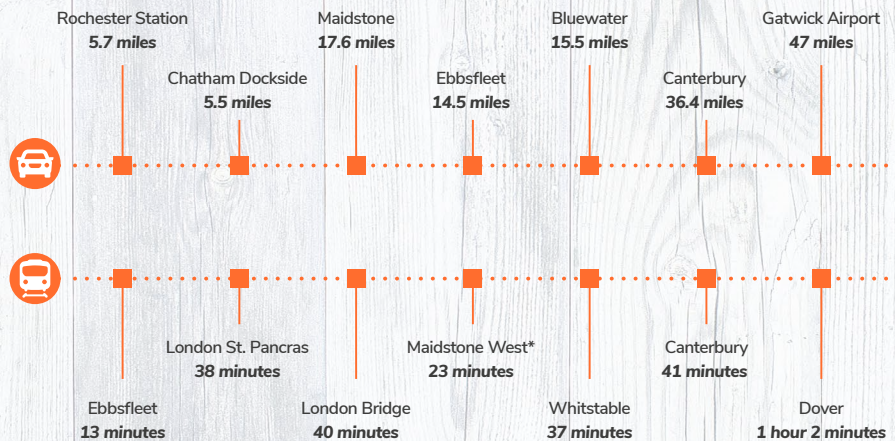 Rochester Station
5.7 miles
Maidstone
17.6 miles
Bluewater
15.5 miles
Gatwick Airport
47 miles
Chatham Dockside
5.5 miles
Ebbsfleet
14.5 miles
Canterbury
36.4 miles
London St. Pancras
38 minutes
Maidstone West*
23 minutes
Canterbury
41 minutes
Ebbsfleet
13 minutes
London Bridge
40 minutes
Whitstable
37 minutes
Dover
1 hour 2 minutes